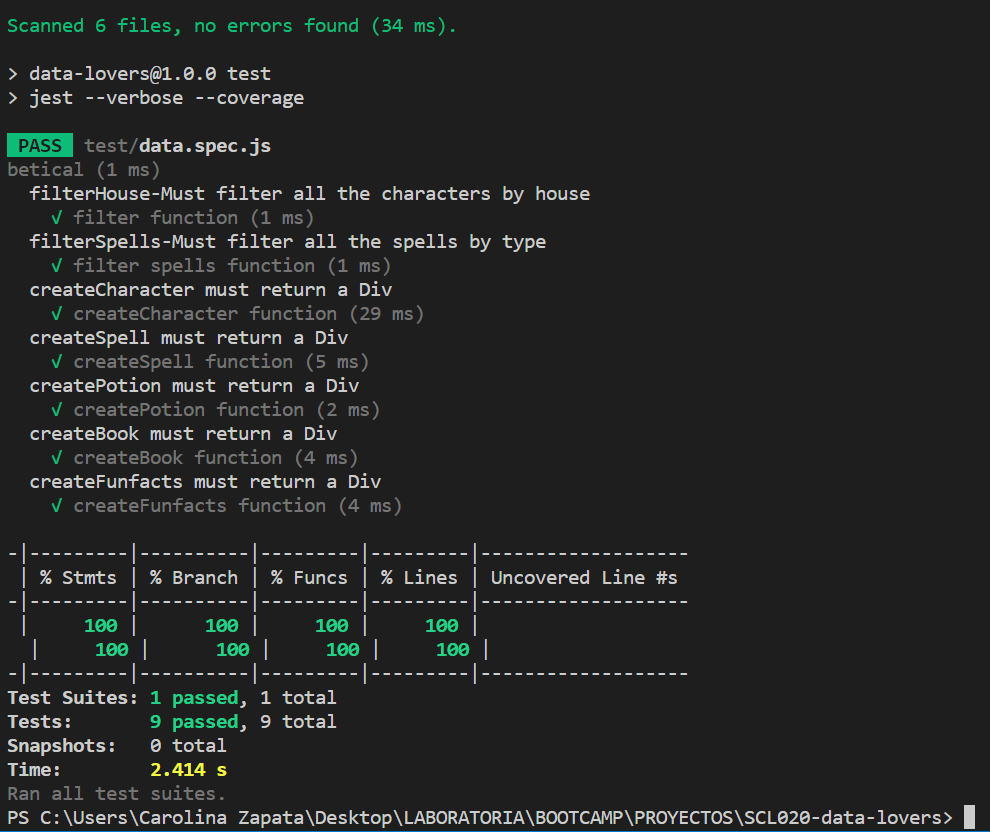 Scanned 6 files, no errors found (34 ms).
> data-lovers@1.0.0 test
> jest --verbose --coverage
PASS test/data.spec.js
betical (1 ms)
filterHouse-Must filter all the characters by house
√ filter function (1 ms)
filterSpells-Must filter all the spells by type
√ filter spells function (1 ms)
createCharacter must return a Div
√ createCharacter function (29 ms)
createSpell must return a Div
√ createSpell function (5 ms)
createPotion must return a Div
√ createPotion function (2 ms)
createBook must return a Div
√ createBook function (4 ms)
createFunfacts must return a Div
√ createFunfacts function (4 ms)
-|---------|----------|---------|---------|-------------------
 | % Stmts | % Branch | % Funcs | % Lines | Uncovered Line #s
-|---------|----------|---------|---------|-------------------
 |     100 |      100 |     100 |     100 |
  |     100 |      100 |     100 |     100 |
-|---------|----------|---------|---------|-------------------
Test Suites: 1 passed, 1 total
Tests:       9 passed, 9 total
Snapshots:   0 total
Time:        2.414 s
Ran all test suites.
PS C:\Users\Carolina Zapata\Desktop\LABORATORIA\BOOTCAMP\PROYECTOS\SCL020-data-lovers>